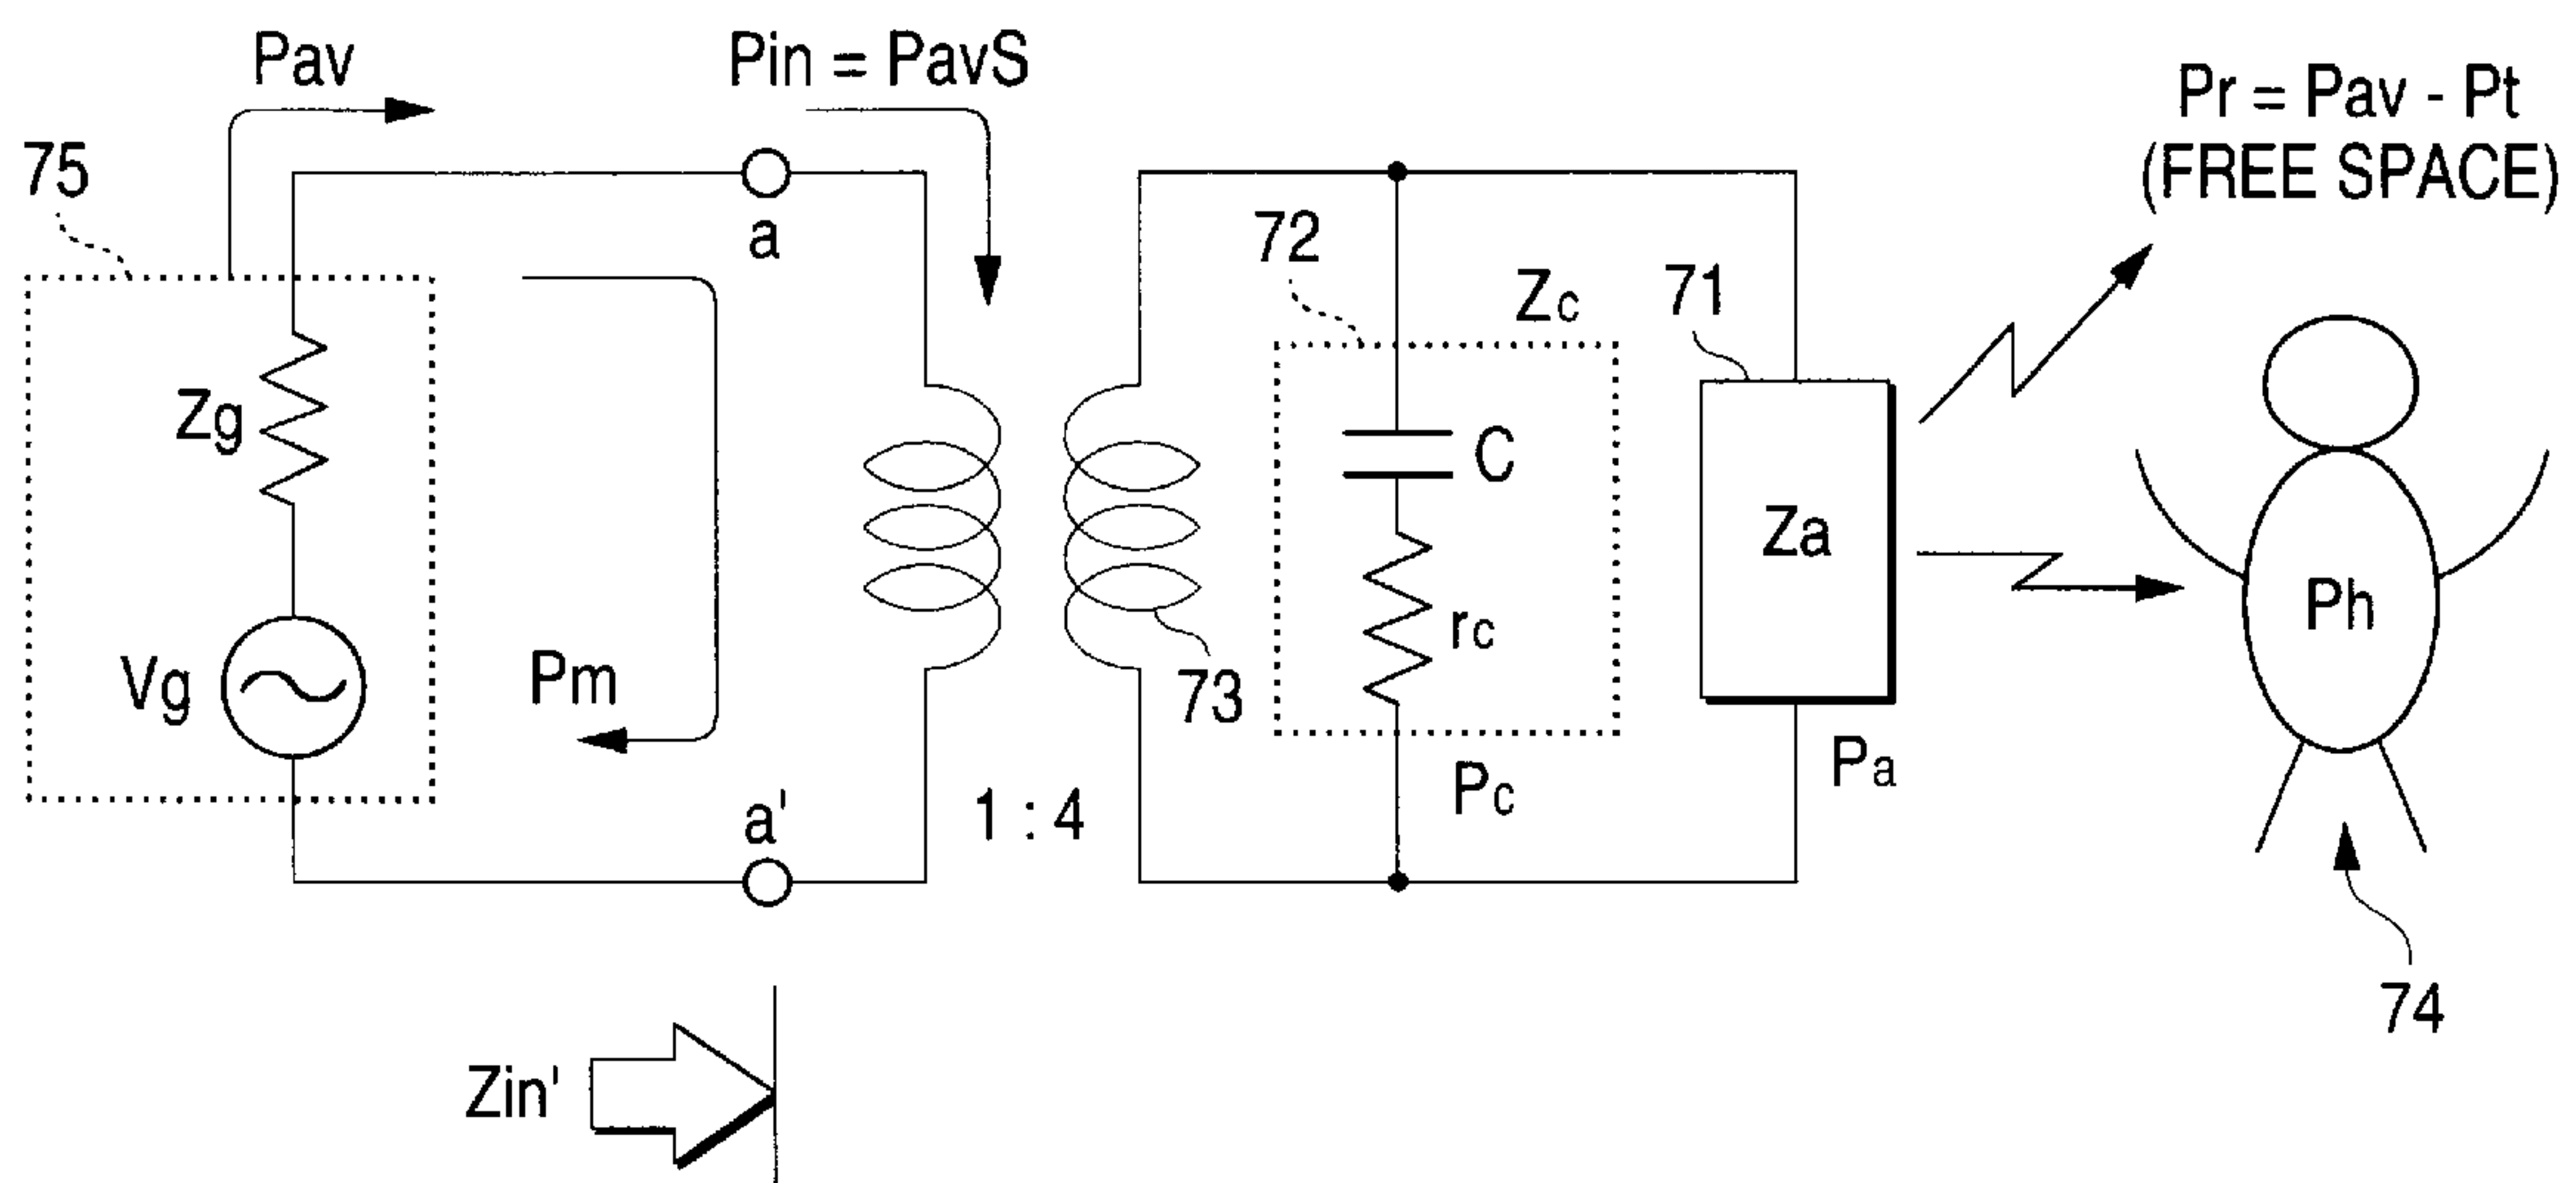 Pav
Pin = PavS
Pr = Pav - Pt
(FREE SPACE)
75
a
72
Zc
71
Zg
C
Za
rc
Ph
Vg
Pm
73
Pc
Pa
1 : 4
a'
74
Zin'